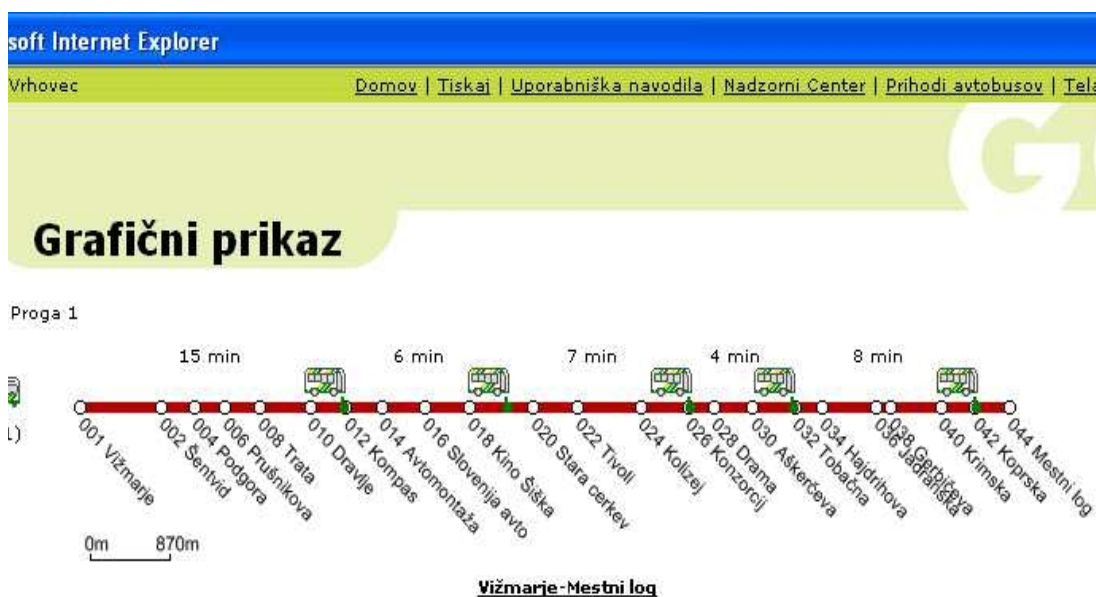 soft Internet Explorer
Vrhovec Domov | Tiskaj | Uporabniška navodila | Nadzorni Center | Prihodi avtobusov |
Grafični prikaz
Proga 1
15 min 6 min 7 min 4 min 8 min
001 Vižmarje
002 Šentvid
004 Podgora
006 Prušnikova
008 Trata
010 Dravlje
012 Kompas
014 Avtomontaža
016 Slovenija avto
018 Kino Šiška
020 Stara cerkev
022 Tivoli
024 Kolizej
026 Konzorcij
028 Drama
030 Aškerčeva
032 Tobačna
034 Hajdrihova
036 Jadranska
038 Gerbičeva
040 Krimska
042 Koprska
044 Mestni log
0m 870m
Vižmarje-Mestni log